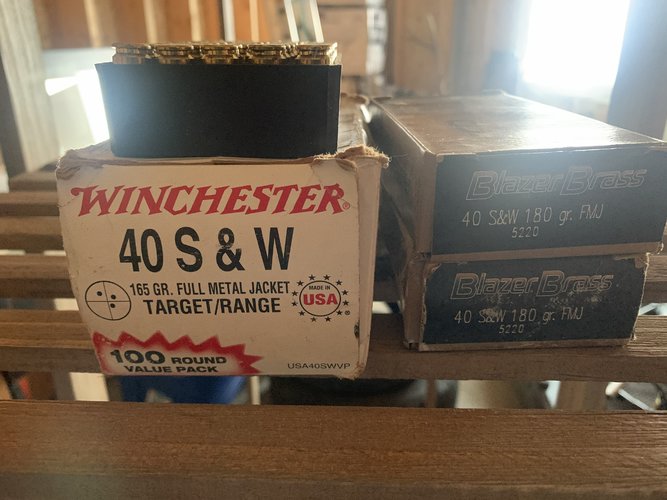 WINCHESTER®
40 S & W
165 GR. FULL METAL JACKET
TARGET/RANGE
MADE IN
USA
®
100 ROUND
VALUE PACK
USA40SWVP
Blazer Brass
40 S&W 180 gr. FMJ
5220
Blazer Brass
40 S&W 180 gr. FMJ
5220